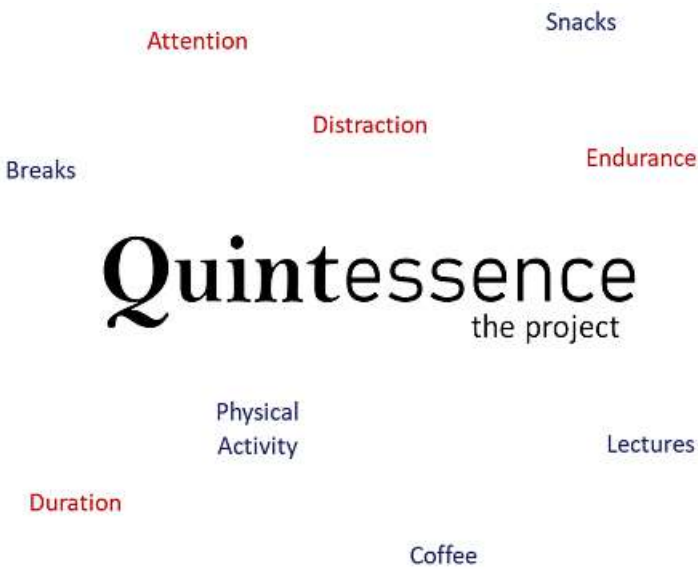 Snacks
Attention
Distraction
Endurance
Breaks
Quintessence
the project
Physical
Activity
Lectures
Duration
Coffee